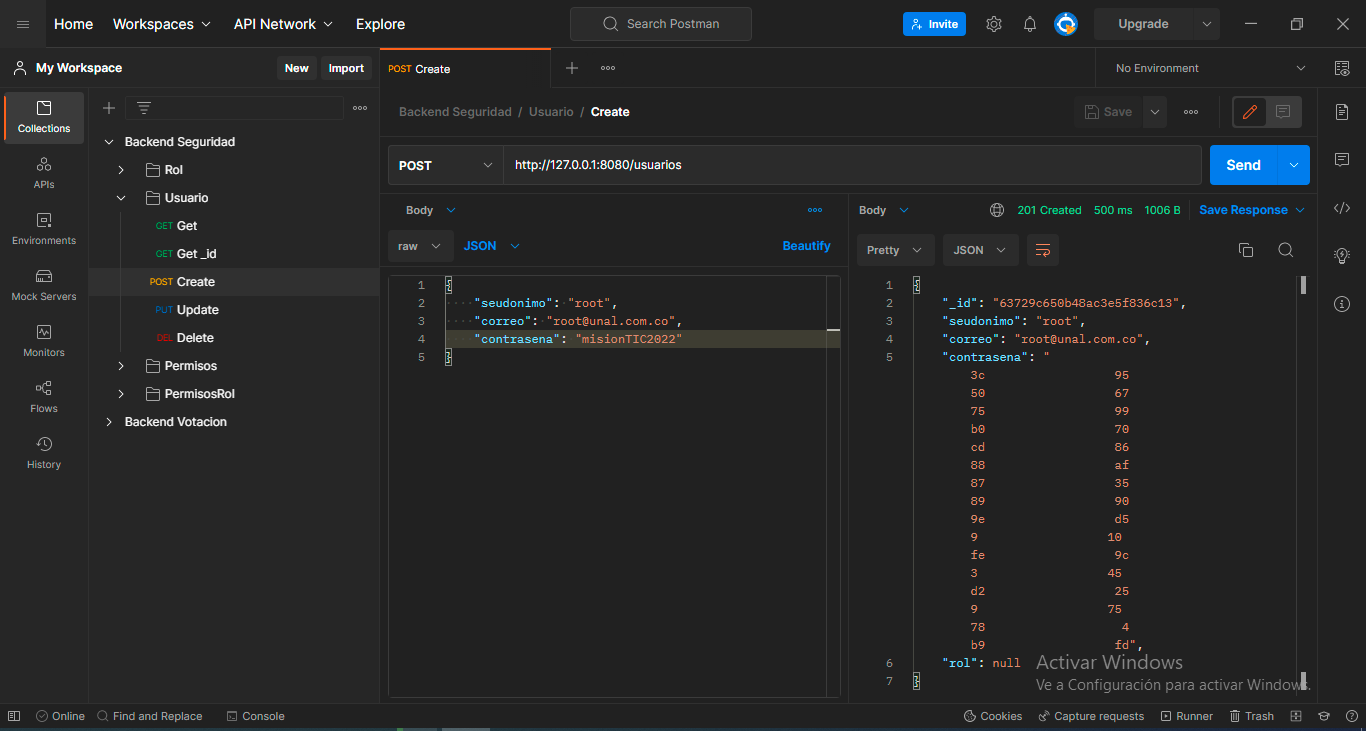 Home Workspaces API Network Explore Search Postman Invite Upgrade
My Workspace New Import POST Create No Environment
Collections
APIs
Environments
Mock Servers
Monitors
Flows
History
Backend Seguridad
Rol
Usuario
GET Get
GET Get _id
POST Create
PUT Update
DEL Delete
Permisos
PermisosRol
Backend Votacion
Backend Seguridad / Usuario / Create Save
POST http://127.0.0.1:8080/usuarios Send
Body
raw JSON Beautify
1 {
2 "seudonimo": "root",
3 "correo": "root@unal.com.co",
4 "contrasena": "misionTIC2022"
5 }
Body 201 Created 500 ms 1006 B Save Response
Pretty JSON
1 {
2 "_id": "63729c650b48ac3e5f836c13",
3 "seudonimo": "root",
4 "correo": "root@unal.com.co",
5 "contrasena": "
3c 95
50 67
75 99
b0 70
cd 86
88 af
87 35
89 90
9e d5
9 10
fe 9c
3 45
d2 25
9 75
78 4
b9 fd",
6 "rol": null
7 }
Activar Windows
Ve a Configuración para activar Windows.
Online Find and Replace Console Cookies Capture requests Runner Trash